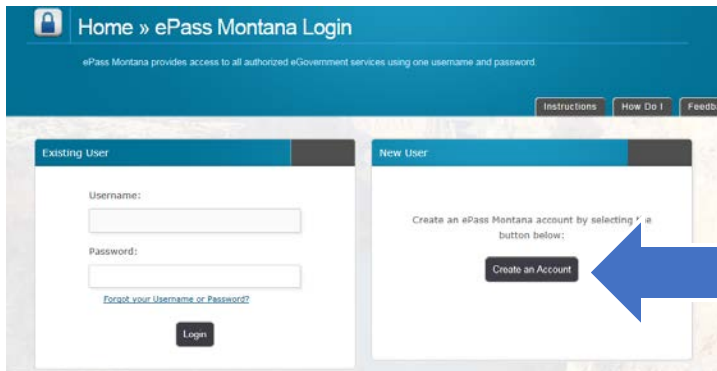 Home » ePass Montana Login
ePass Montana provides access to all authorized eGovernment services using one username and password.
Instructions How Do I Feedb
Existing User
Username:
Password:
Forgot your Username or Password?
Login
New User
Create an ePass Montana account by selecting
button below:
Create an Account